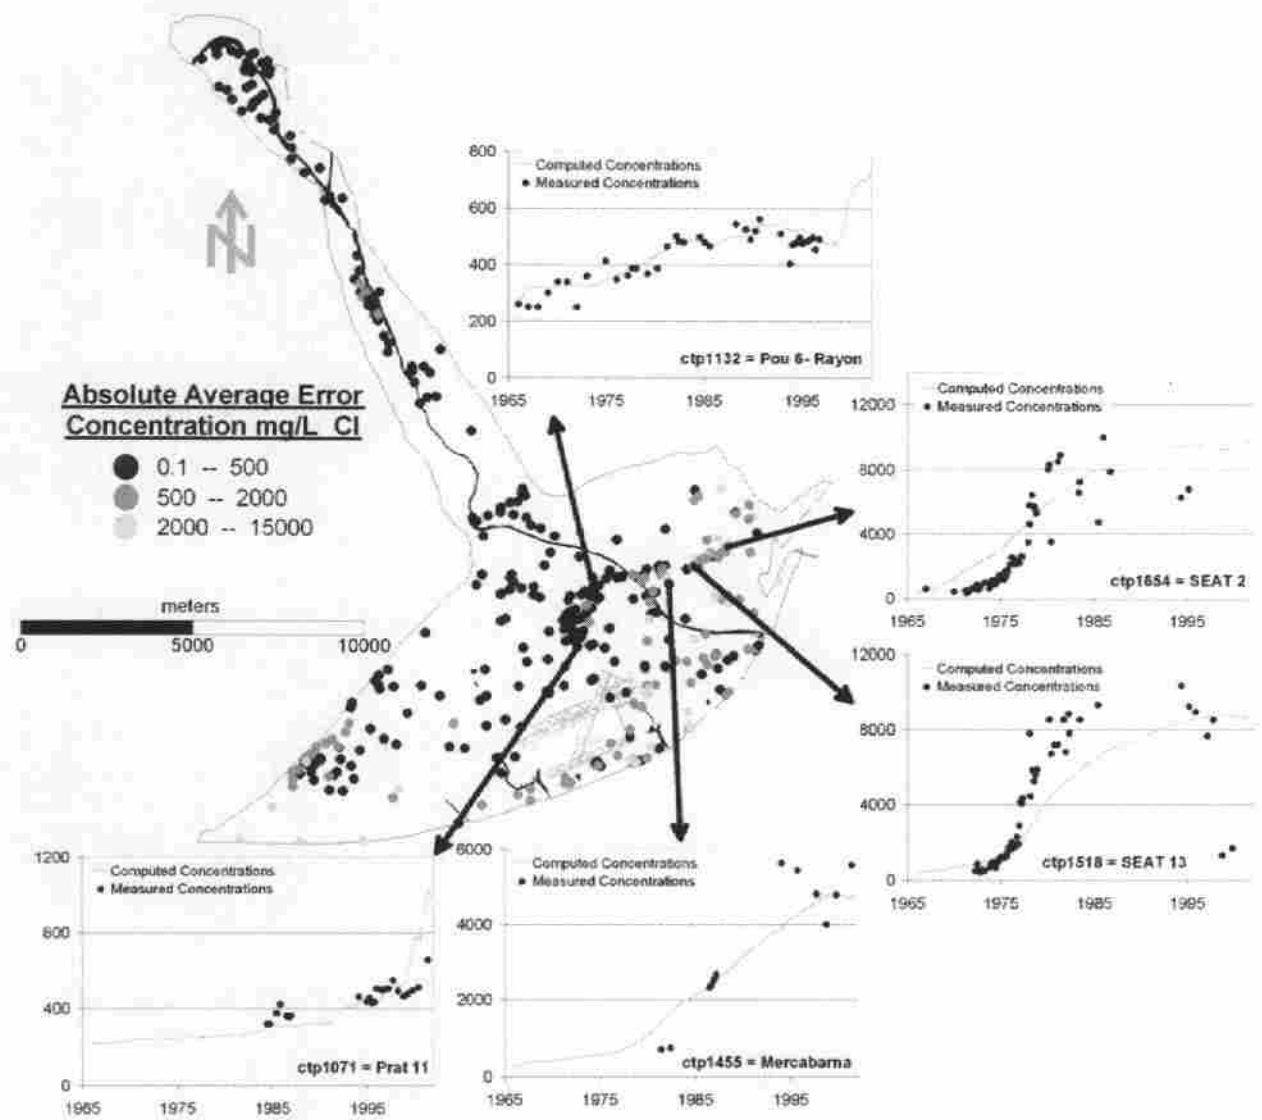 800
600
400
200
0
Computed Concentrations
Measured Concentrations
ctp1132 = Pou 6- Rayon
1965 1975 1985 1995
N
Absolute Average Error
Concentration mg/L Cl
0.1 -- 500
500 -- 2000
2000 -- 15000
meters
0 5000 10000
12000
8000
4000
0
Computed Concentrations
Measured Concentrations
ctp1654 = SEAT 2
1965 1975 1985 1995
12000
8000
4000
0
Computed Concentrations
Measured Concentrations
ctp1518 = SEAT 13
1965 1975 1985 1995
1200
800
400
0
Computed Concentrations
Measured Concentrations
ctp1071 = Prat 11
1965 1975 1985 1995
6000
4000
2000
0
Computed Concentrations
Measured Concentrations
ctp1455 = Mercabarna
1965 1975 1985 1995